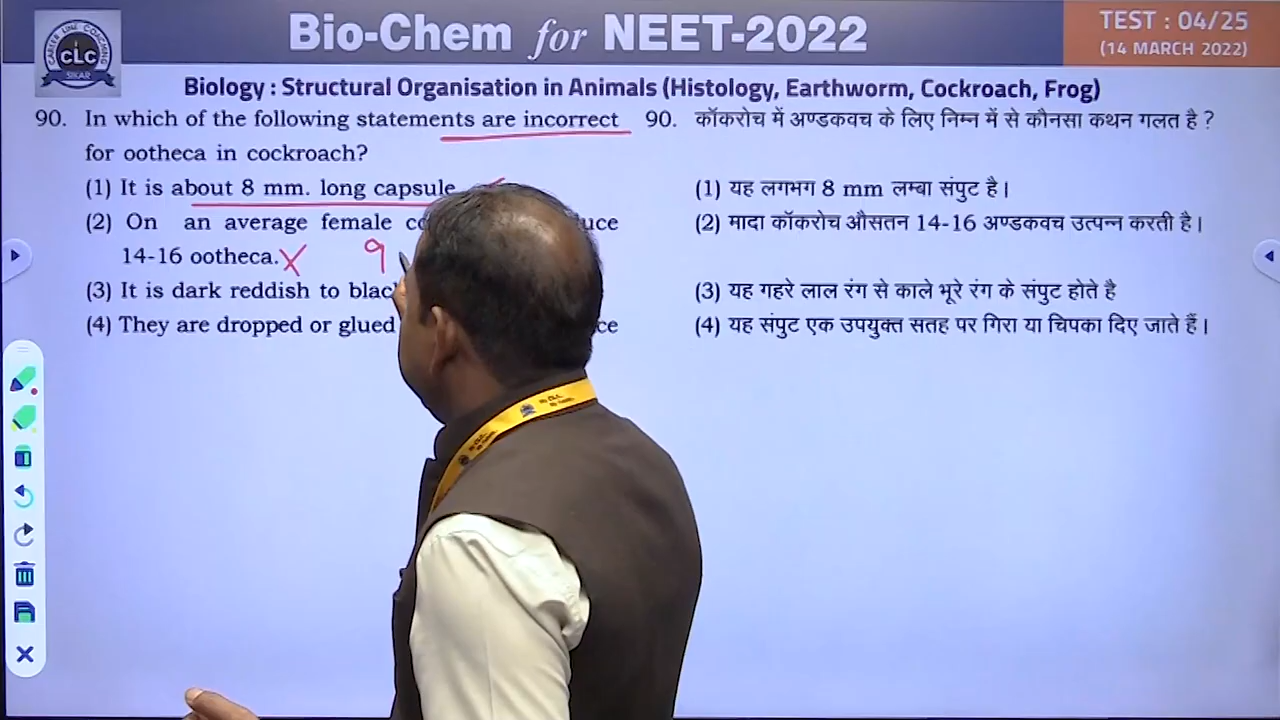 Bio-Chem for NEET-2022
TEST : 04/25
(14 MARCH 2022)
CAREER LINE COACHING
CLC
SIKAR
Biology : Structural Organisation in Animals (Histology, Earthworm, Cockroach, Frog)
90. In which of the following statements are incorrect
for ootheca in cockroach?
(1) It is about 8 mm. long capsule
(2) On an average female
14-16 ootheca. X 9
(3) It is dark reddish to
(4) They are dropped or glued
90. कॉकरोच में अण्डकवच के लिए निम्न में से कौनसा कथन गलत है ?
(1) यह लगभग 8 mm लम्बा संपुट है।
(2) मादा कॉकरोच औसतन 14-16 अण्डकवच उत्पन्न करती है।
(3) यह गहरे लाल रंग से काले भूरे रंग के संपुट होते है
(4) यह संपुट एक उपयुक्त सतह पर गिरा या चिपका दिए जाते हैं।